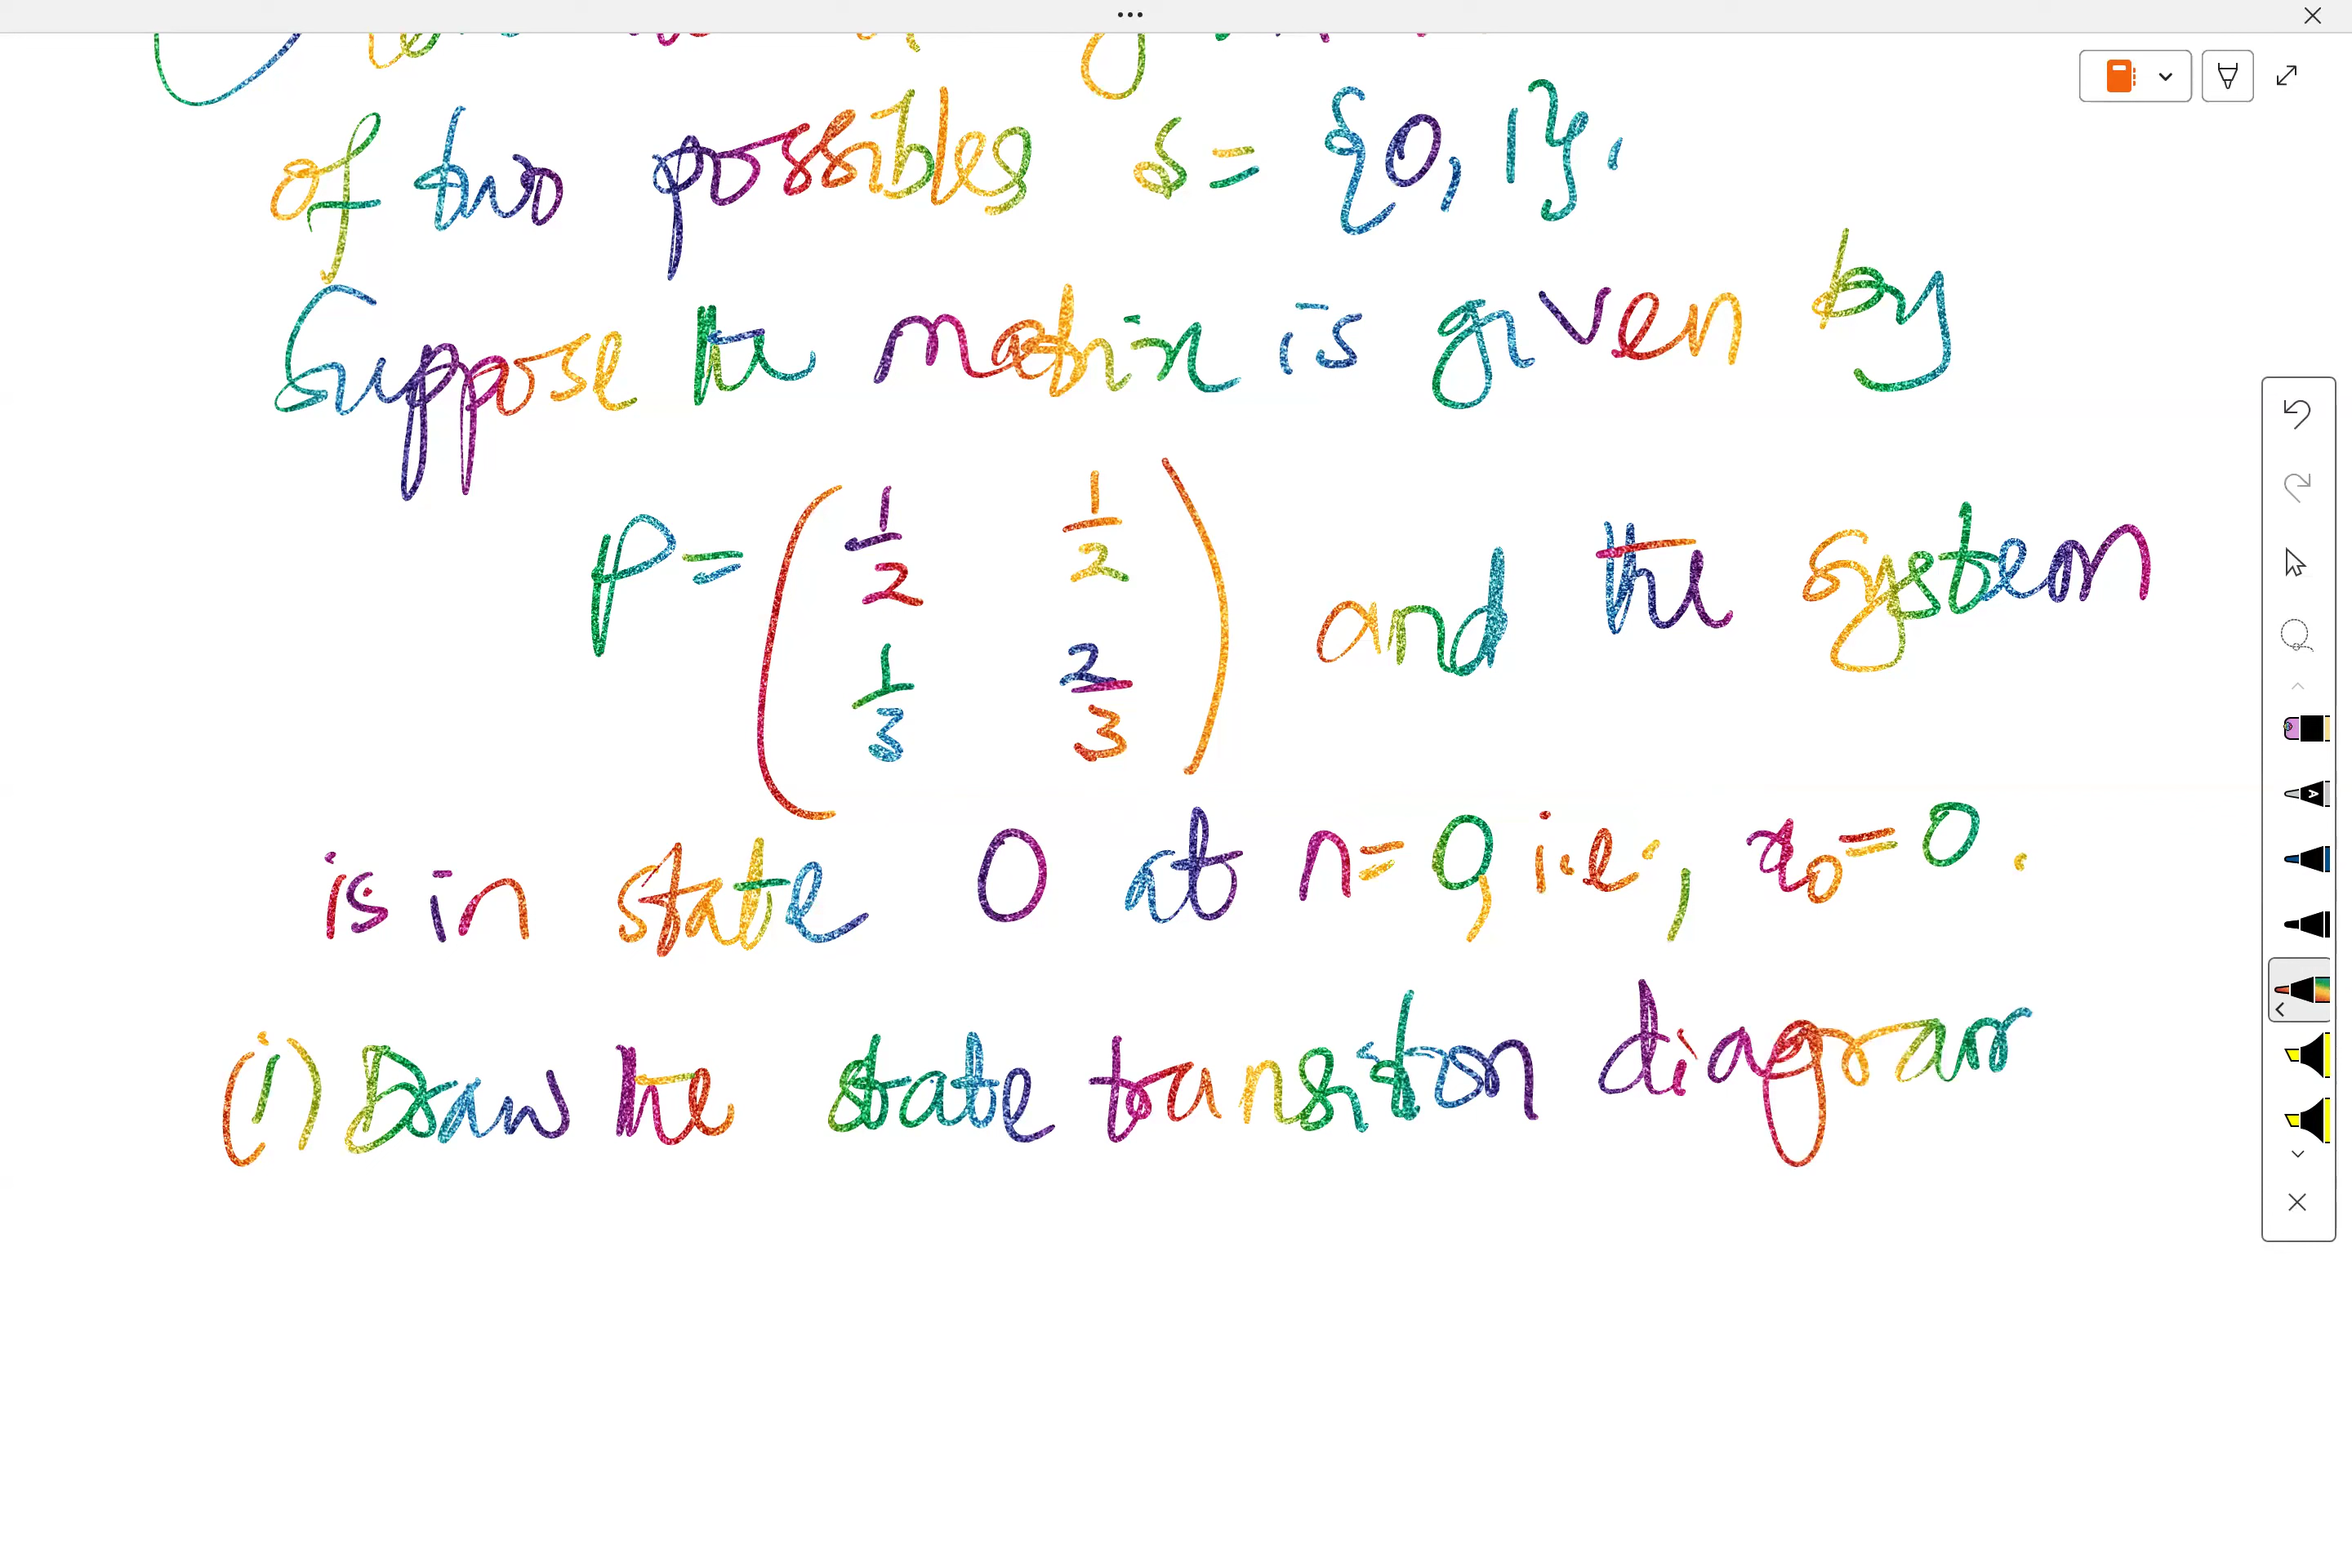 of two possibles S = {0, 1}.
Suppose the matrix is given by
P = ( 1/2 1/2 and the system
1/3 2/3 )
is in state 0 at n = 0, i.e., x₀ = 0.
(i) Draw the state transition diagram